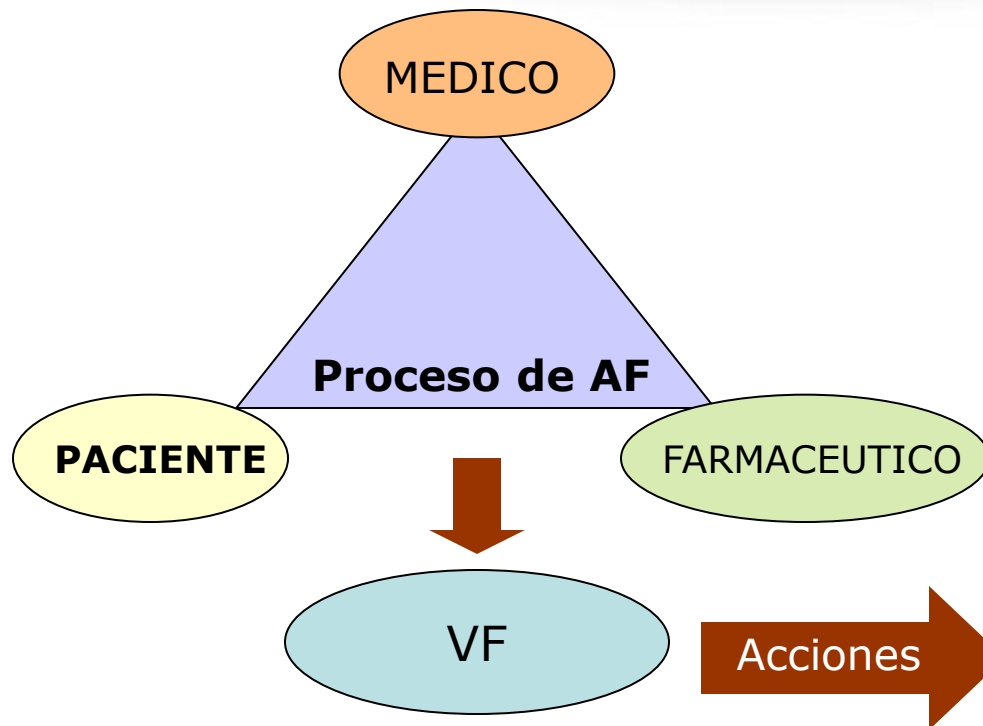 MEDICO
Proceso de AF
PACIENTE
FARMACEUTICO
VF
Acciones